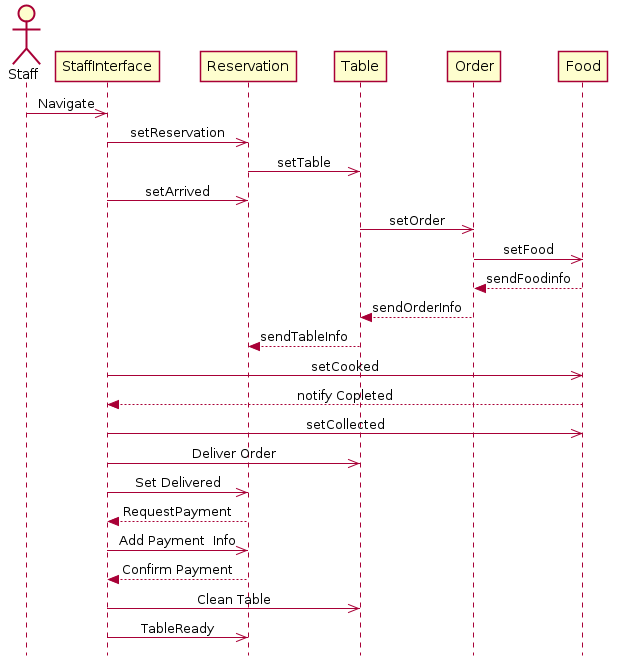 Staff
StaffInterface
Reservation
Table
Order
Food
Navigate
setReservation
setTable
setArrived
setOrder
setFood
sendFoodinfo
sendOrderInfo
sendTableInfo
setCooked
notify Copleted
setCollected
Deliver Order
Set Delivered
RequestPayment
Add Payment  Info
Confirm Payment
Clean Table
TableReady